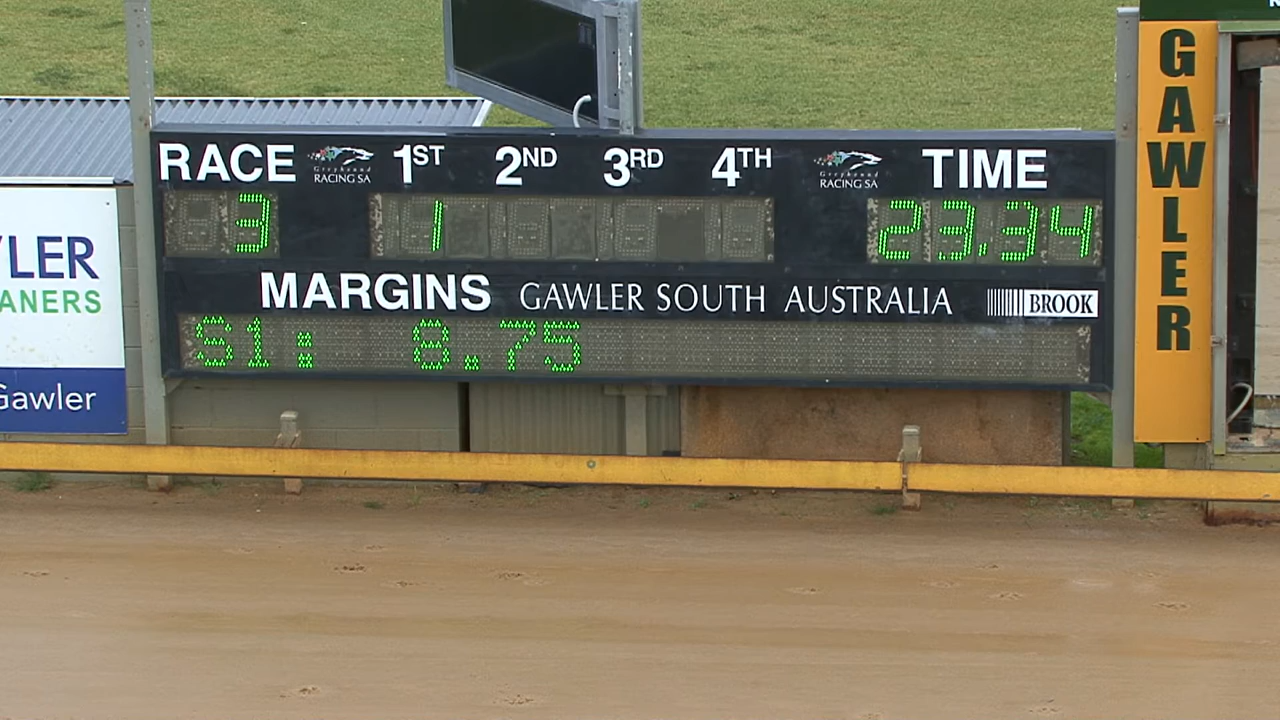 RACE
Greyhound
RACING SA
1ST
2ND
3RD
4TH
Greyhound
RACING SA
TIME
3
1
23.34
MARGINS
GAWLER SOUTH AUSTRALIA
BROOK
S1: 8.75
LER
ANERS
Gawler
GAWLER